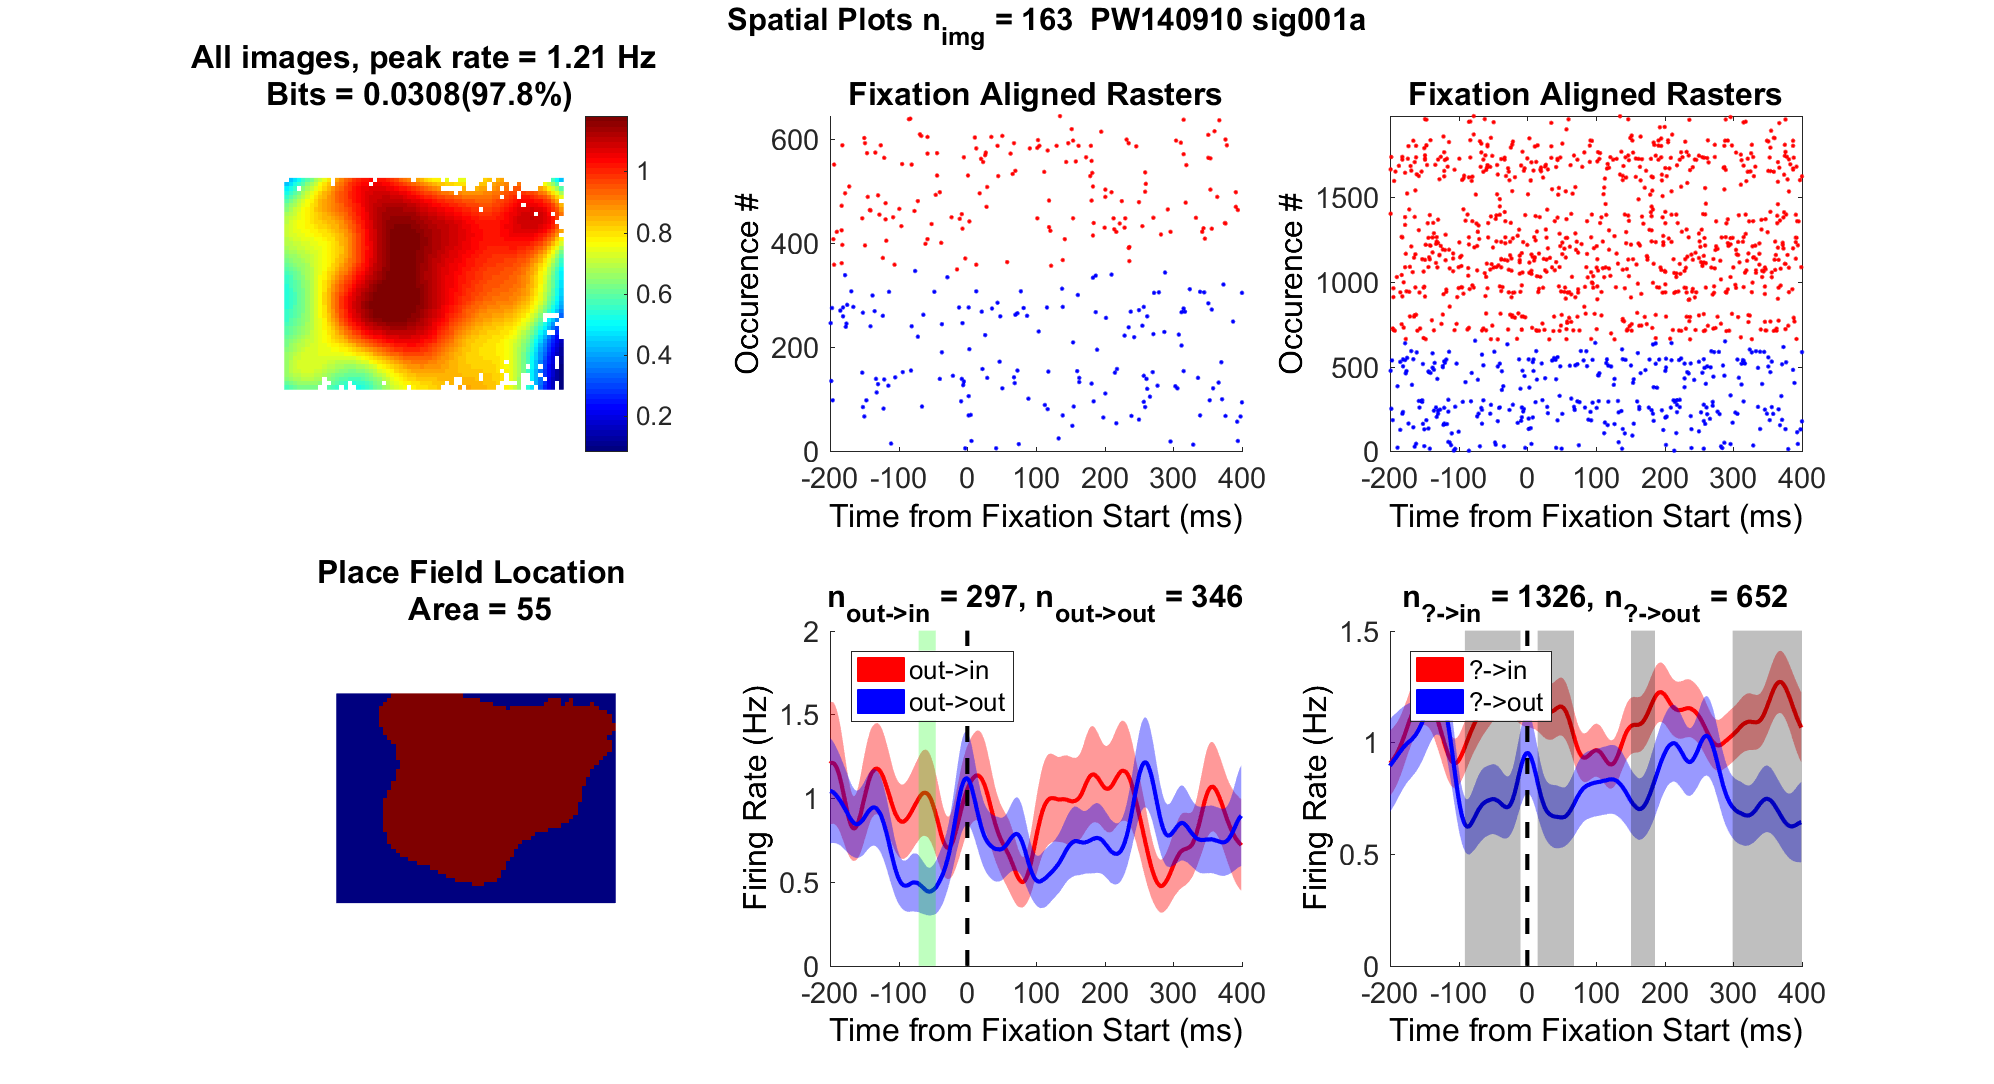 Spatial Plots n_img = 163 PW140910 sig001a
All images, peak rate = 1.21 Hz
Bits = 0.0308(97.8%)
1
0.8
0.6
0.4
0.2
Fixation Aligned Rasters
Occurence #
600
400
200
0
-200 -100 0 100 200 300 400
Time from Fixation Start (ms)
Fixation Aligned Rasters
Occurence #
1500
1000
500
0
-200 -100 0 100 200 300 400
Time from Fixation Start (ms)
Place Field Location
Area = 55
n_out->in = 297, n_out->out = 346
Firing Rate (Hz)
2
1.5
1
0.5
0
out->in
out->out
-200 -100 0 100 200 300 400
Time from Fixation Start (ms)
n_?->in = 1326, n_?->out = 652
Firing Rate (Hz)
1.5
1
0.5
0
?->in
?->out
-200 -100 0 100 200 300 400
Time from Fixation Start (ms)